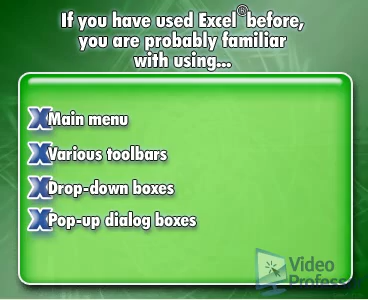 If you have used Excel® before,
you are probably familiar
with using...
Main menu
Various toolbars
Drop-down boxes
Pop-up dialog boxes
Video
Profess